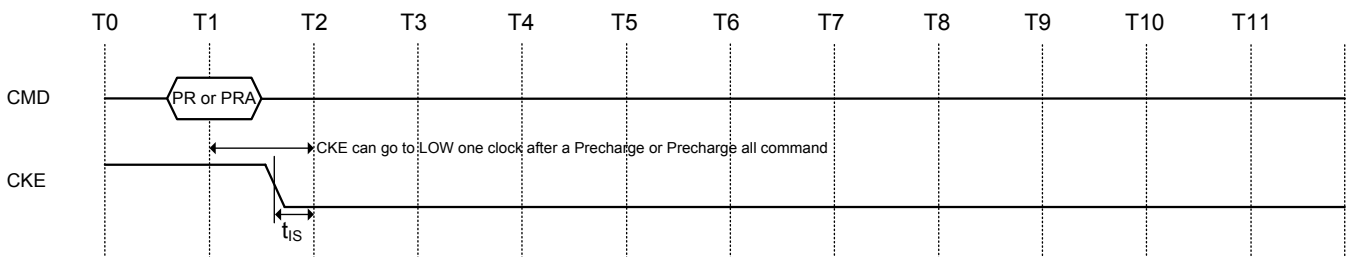 T0 T1 T2 T3 T4 T5 T6 T7 T8 T9 T10 T11
CMD
PR or PRA
CKE can go to LOW one clock after a Precharge or Precharge all command
CKE
tIS